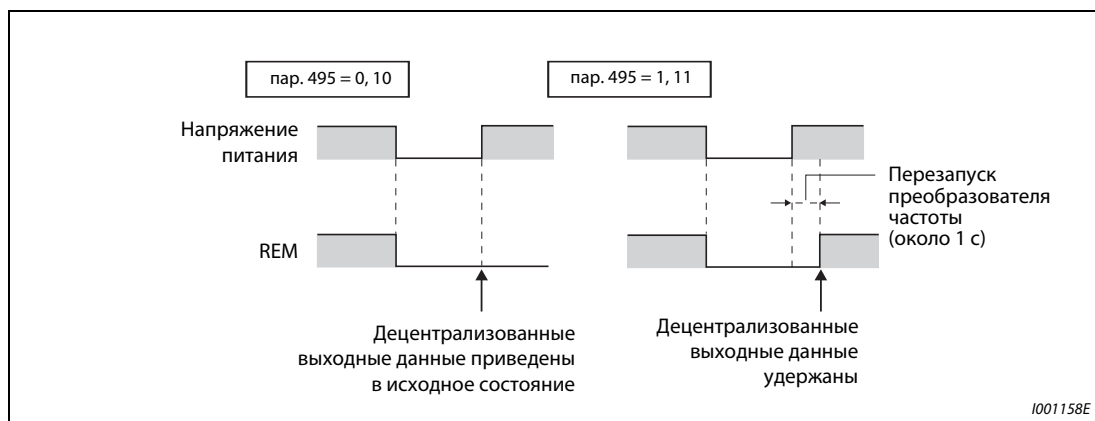 пар. 495 = 0, 10
пар. 495 = 1, 11
Напряжение
питания
Перезапуск
преобразователя
частоты
(около 1 с)
REM
Децентрализованные
выходные данные приведены
в исходное состояние
Децентрализованные
выходные данные
удержаны
I001158E